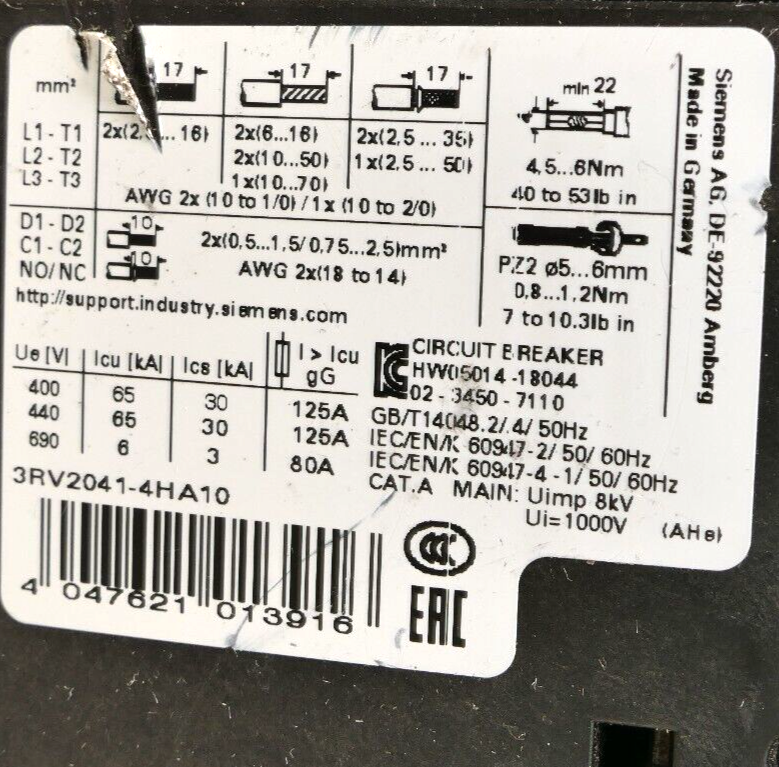 mm²
17
17
17
min 22
L1 - T1
L2 - T2
L3 - T3
16)
2x(6...16)
2x(10...50)
1x(10...70)
2x(2,5 ... 35)
1x(2,5 ... 50)
AWG 2x (10 to 1/0) / 1x (10 to 2/0)
4,5...6Nm
40 to 53lb in
D1 - D2
C1 - C2
NO/NC
10
10
2x(0,5...1,5/0,75...2,5)mm²
AWG 2x(18 to 14)
PZ2 ø5...6mm
0,8...1,2Nm
7 to 10.3lb in
http://support.industry.siemens.com
Siemens AG, DE-92220 Amberg
Made in Germany
Ue [V] Icu [kA] Ics [kA] I > Icu gG
400 65 30 125A
440 65 30 125A
690 6 3 80A
CIRCUIT BREAKER
HW05014-18044
02 - 3450 - 7110
GB/T14048.2/.4/ 50Hz
IEC/EN/K 60947-2/ 50/ 60Hz
IEC/EN/K 60947-4 -1/ 50/ 60Hz
CAT.A MAIN: Uimp 8kV
Ui=1000V
(AHe)
3RV2041-4HA10
4 047621 013916
CCC
EAC